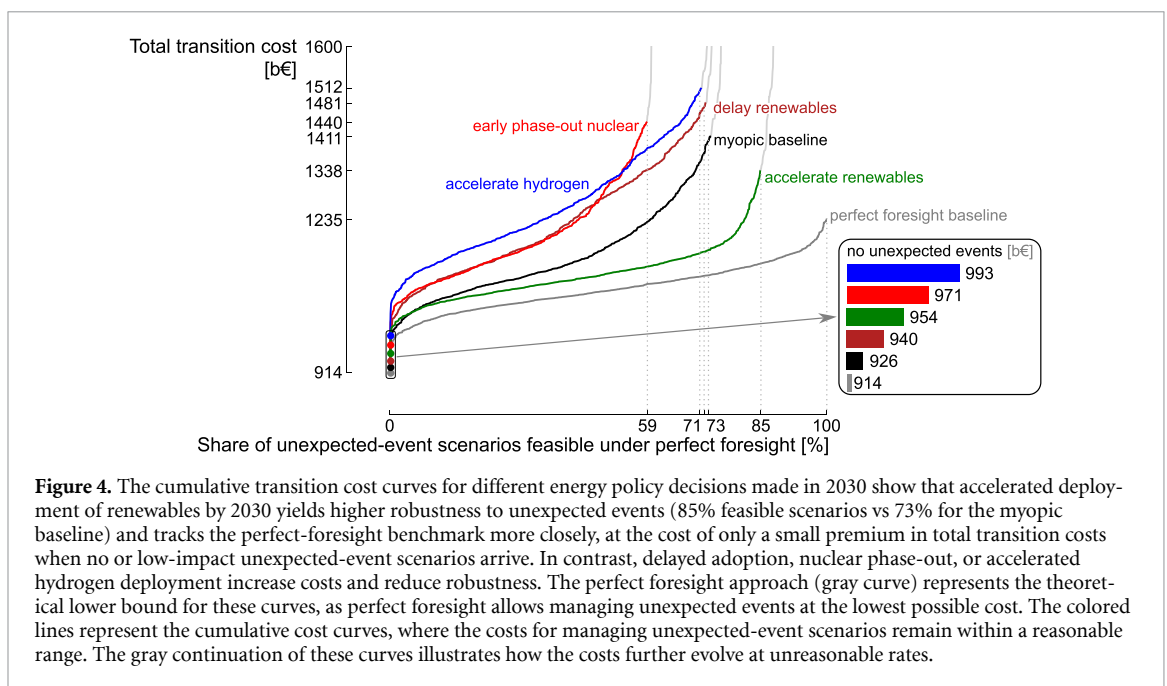 Total transition cost
[b€]
1600
1512
1481
1440
1411
1338
1235
914
early phase-out nuclear
delay renewables
myopic baseline
accelerate hydrogen
accelerate renewables
perfect foresight baseline
no unexpected events [b€]
993
971
954
940
926
914
0 59 71 73 85 100
Share of unexpected-event scenarios feasible under perfect foresight [%]
Figure 4. The cumulative transition cost curves for different energy policy decisions made in 2030 show that accelerated deploy-
ment of renewables by 2030 yields higher robustness to unexpected events (85% feasible scenarios vs 73% for the myopic
baseline) and tracks the perfect-foresight benchmark more closely, at the cost of only a small premium in total transition costs
when no or low-impact unexpected-event scenarios arrive. In contrast, delayed adoption, nuclear phase-out, or accelerated
hydrogen deployment increase costs and reduce robustness. The perfect foresight approach (gray curve) represents the theoret-
ical lower bound for these curves, as perfect foresight allows managing unexpected events at the lowest possible cost. The colored
lines represent the cumulative cost curves, where the costs for managing unexpected-event scenarios remain within a reasonable
range. The gray continuation of these curves illustrates how the costs further evolve at unreasonable rates.